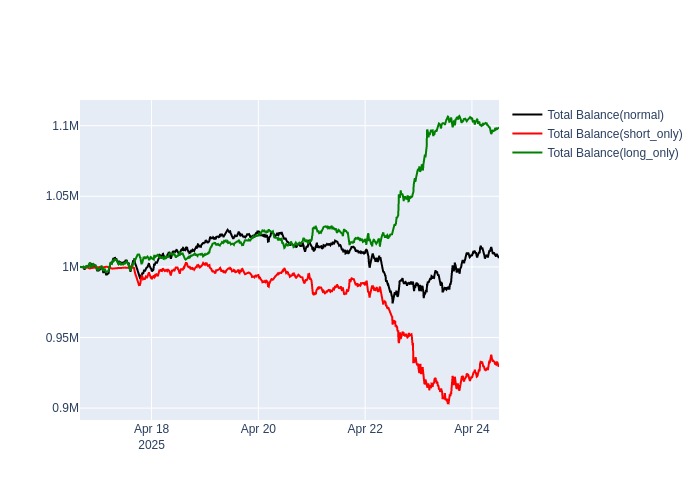 1.1M
1.05M
1M
0.95M
0.9M
Apr 18
2025
Apr 20
Apr 22
Apr 24
Total Balance(normal)
Total Balance(short_only)
Total Balance(long_only)